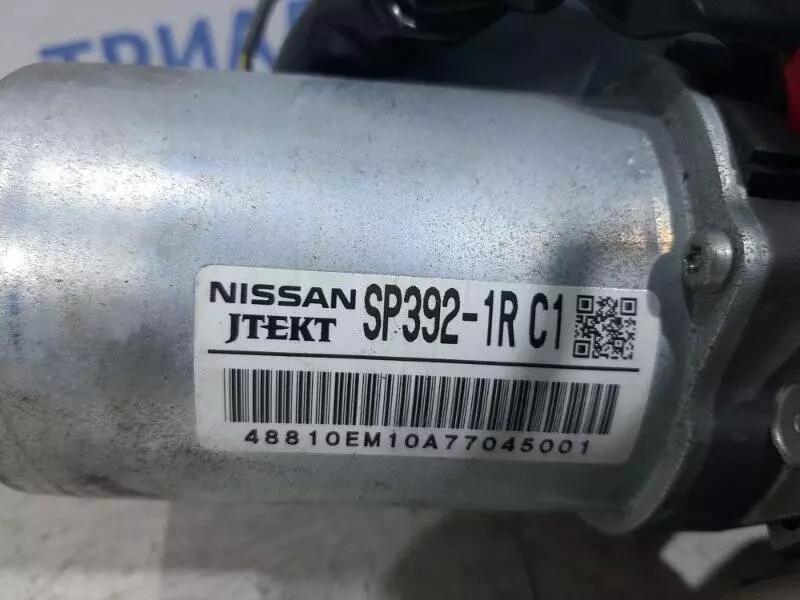 NISSAN SP392-1R C1
JTEKT
48810EM10A77045001